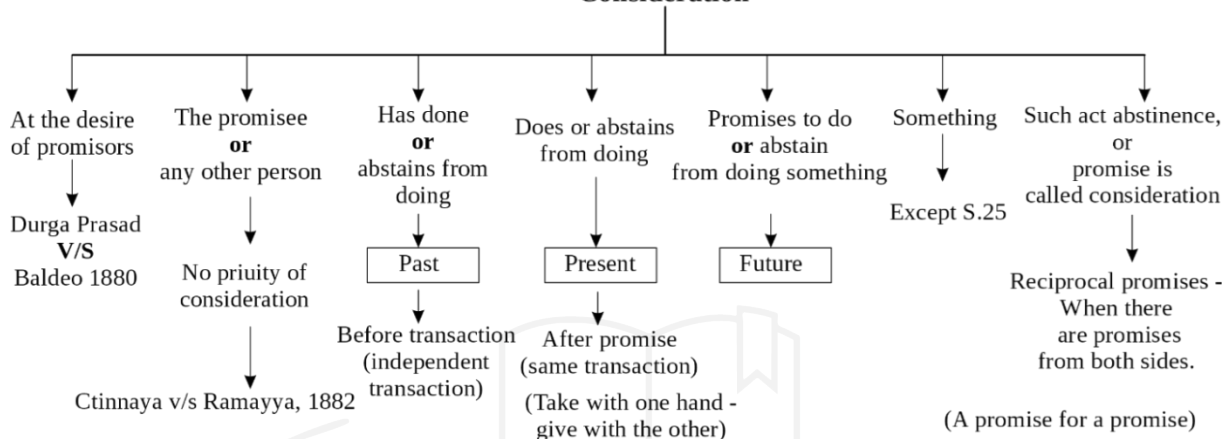 Consideration
At the desire
of promisors
Durga Prasad
V/S
Baldeo 1880
The promisee
or
any other person
No priuity of
consideration
Ctinnaya v/s Ramayya, 1882
Has done
or
abstains from
doing
Past
Before transaction
(independent
transaction)
Does or abstains
from doing
Present
After promise
(same transaction)
(Take with one hand -
give with the other)
Promises to do
or abstain
from doing something
Future
Something
Except S.25
Such act abstinence,
or
promise is
called consideration
Reciprocal promises -
When there
are promises
from both sides.
(A promise for a promise)